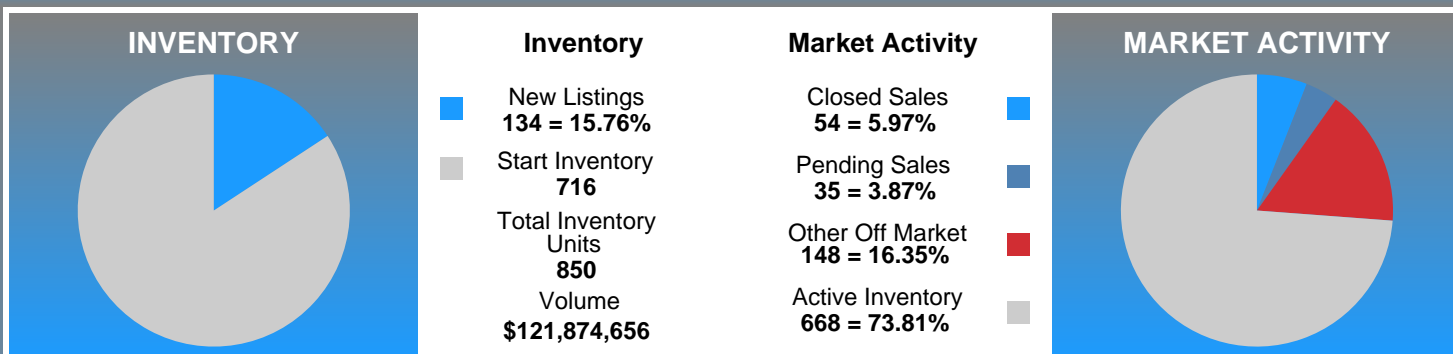 INVENTORY
Inventory
New Listings
134 = 15.76%
Start Inventory
716
Total Inventory
Units
850
Volume
$121,874,656
Market Activity
Closed Sales
54 = 5.97%
Pending Sales
35 = 3.87%
Other Off Market
148 = 16.35%
Active Inventory
668 = 73.81%
MARKET ACTIVITY